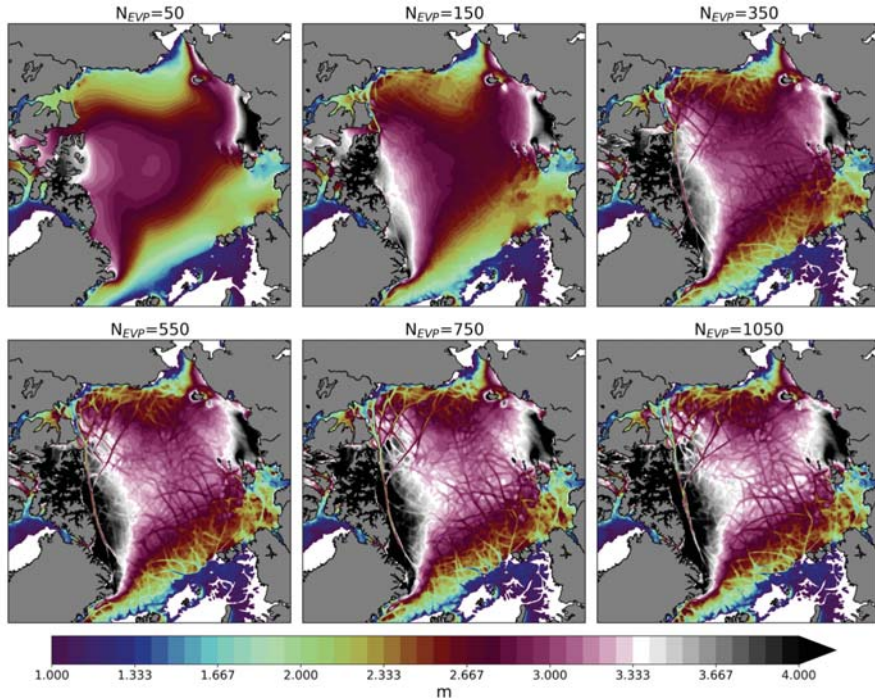 N_EVP=50 N_EVP=150 N_EVP=350
N_EVP=550 N_EVP=750 N_EVP=1050
1.000 1.333 1.667 2.000 2.333 2.667 3.000 3.333 3.667 4.000
m